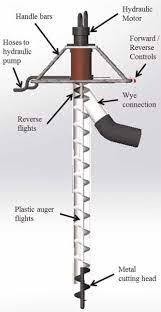 Handle bars
Hydraulic
Motor
Hoses to
hydraulic
pump
Forward /
Reverse
Controls
Wye
connection
Reverse
flights
Plastic auger
flights
Metal
cutting head